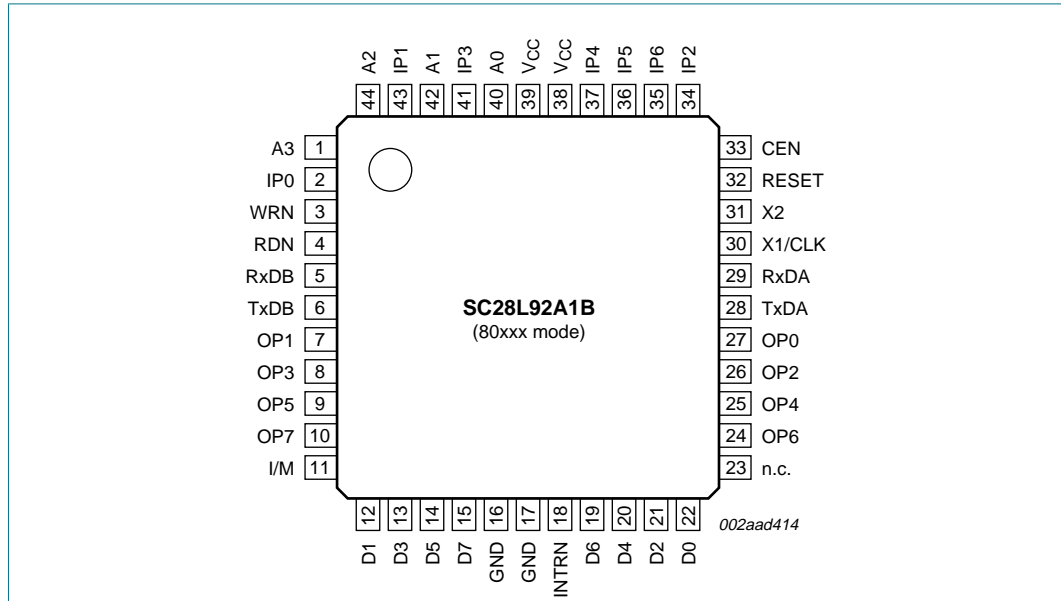 A2 IP1 A1 IP3 A0 VCC VCC IP4 IP5 IP6 IP2
44 43 42 41 40 39 38 37 36 35 34
A3 1 33 CEN
IP0 2 32 RESET
WRN 3 31 X2
RDN 4 30 X1/CLK
RxDB 5 29 RxDA
TxDB 6 28 TxDA
OP1 7 27 OP0
OP3 8 26 OP2
OP5 9 25 OP4
OP7 10 24 OP6
I/M 11 23 n.c.
SC28L92A1B
(80xxx mode)
12 13 14 15 16 17 18 19 20 21 22
D1 D3 D5 D7 GND GND INTRN D6 D4 D2 D0
002aad414